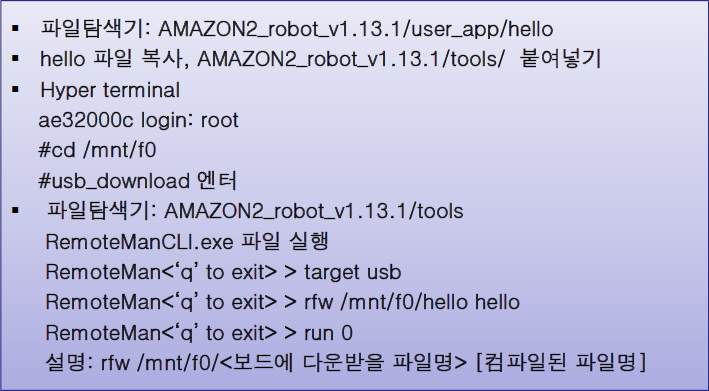 ▪ 파일탐색기: AMAZON2_robot_v1.13.1/user_app/hello
▪ hello 파일 복사, AMAZON2_robot_v1.13.1/tools/ 붙여넣기
▪ Hyper terminal
ae32000c login: root
#cd /mnt/f0
#usb_download 엔터
▪ 파일탐색기: AMAZON2_robot_v1.13.1/tools
RemoteManCLI.exe 파일 실행
RemoteMan<‘q’ to exit> > target usb
RemoteMan<‘q’ to exit> > rfw /mnt/f0/hello hello
RemoteMan<‘q’ to exit> > run 0
설명: rfw /mnt/f0/<보드에 다운받을 파일명> [컴파일된 파일명]